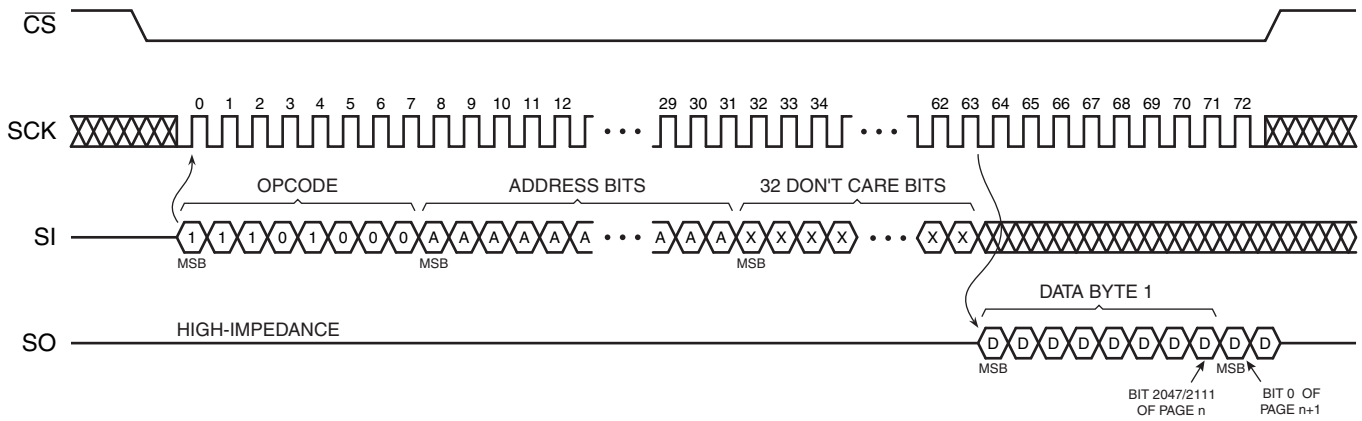 CS
0 1 2 3 4 5 6 7 8 9 10 11 12 29 30 31 32 33 34 62 63 64 65 66 67 68 69 70 71 72
SCK
OPCODE ADDRESS BITS 32 DON'T CARE BITS
SI 1 1 1 0 1 0 0 0 A A A A A A A A A X X X X X X
MSB MSB MSB
DATA BYTE 1
HIGH-IMPEDANCE
SO D D D D D D D D D D
MSB MSB
BIT 2047/2111 BIT 0 OF
OF PAGE n PAGE n+1